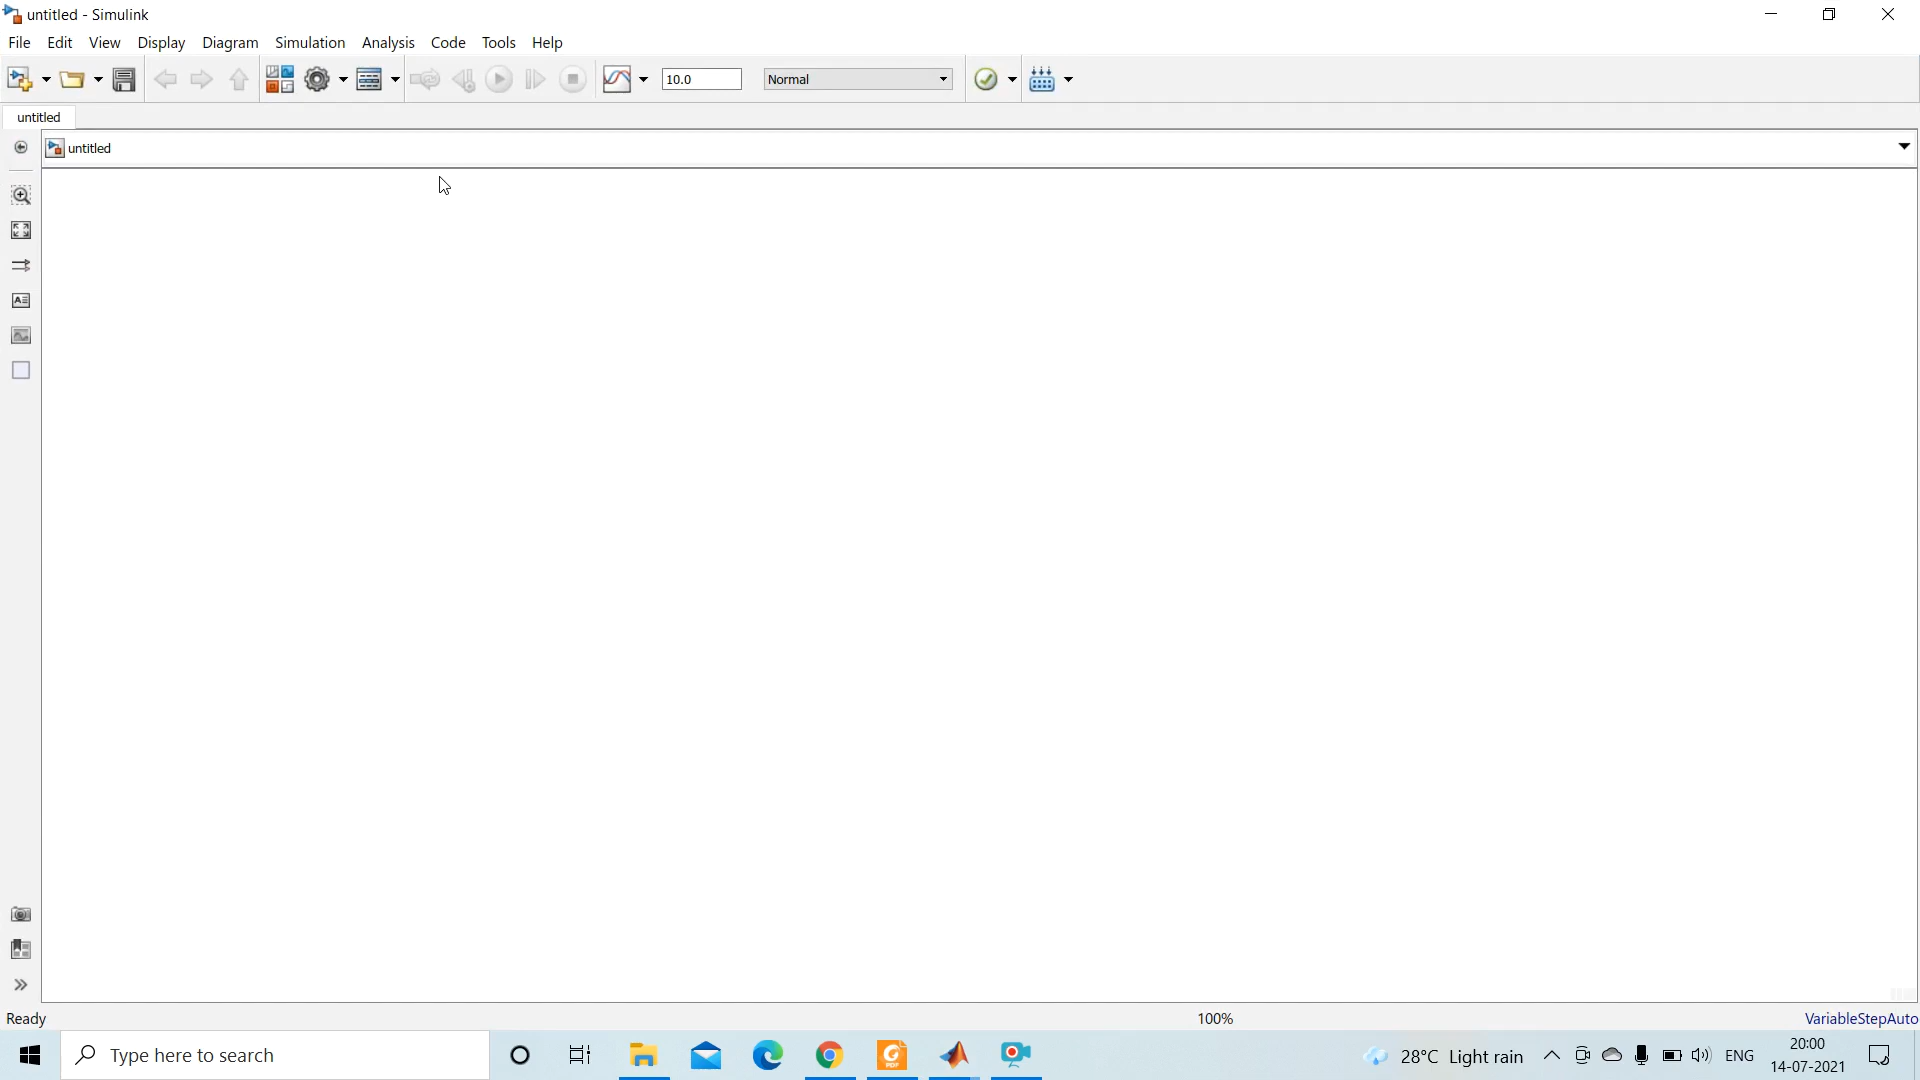 untitled - Simulink
File Edit View Display Diagram Simulation Analysis Code Tools Help
10.0 Normal
untitled
untitled
Ready 100% VariableStepAuto
Type here to search 28°C Light rain ENG 20:00
14-07-2021